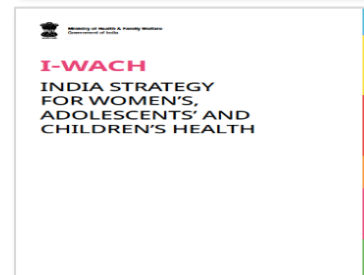 Ministry of Health & Family Welfare
Government of India
I-WACH
INDIA STRATEGY
FOR WOMEN'S,
ADOLESCENTS' AND
CHILDREN'S HEALTH